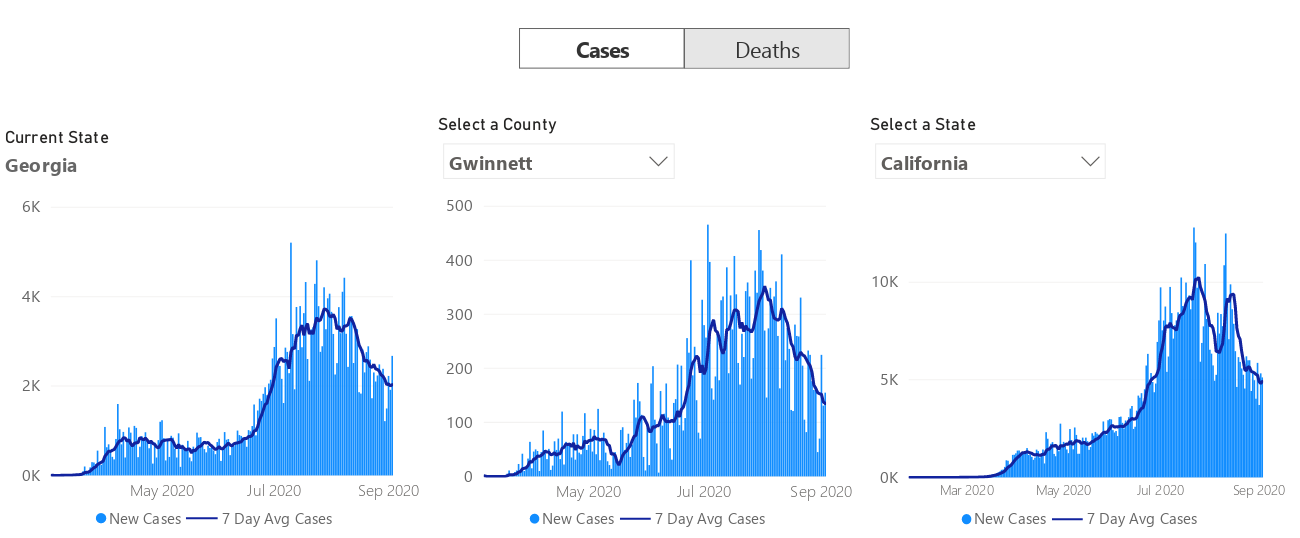 Cases Deaths
Current State
Georgia
6K
4K
2K
0K
May 2020 Jul 2020 Sep 2020
New Cases 7 Day Avg Cases
Select a County
Gwinnett
500
400
300
200
100
0
May 2020 Jul 2020 Sep 2020
New Cases 7 Day Avg Cases
Select a State
California
10K
5K
0K
Mar 2020 May 2020 Jul 2020 Sep 2020
New Cases 7 Day Avg Cases